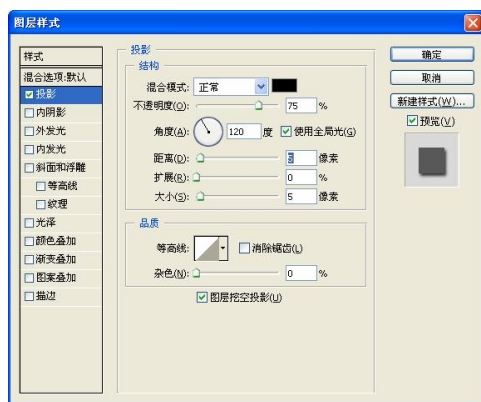 图层样式
样式
混合选项:默认
投影
内阴影
外发光
内发光
斜面和浮雕
等高线
纹理
光泽
颜色叠加
渐变叠加
图案叠加
描边
投影
结构
混合模式: 正常
不透明度(O): 75 %
角度(A): 120 度 使用全局光(G)
距离(D): 5 像素
扩展(R): 0 %
大小(S): 5 像素
品质
等高线: 消除锯齿(L)
杂色(N): 0 %
图层挖空投影(U)
确定
取消
新建样式(W)...
预览(V)